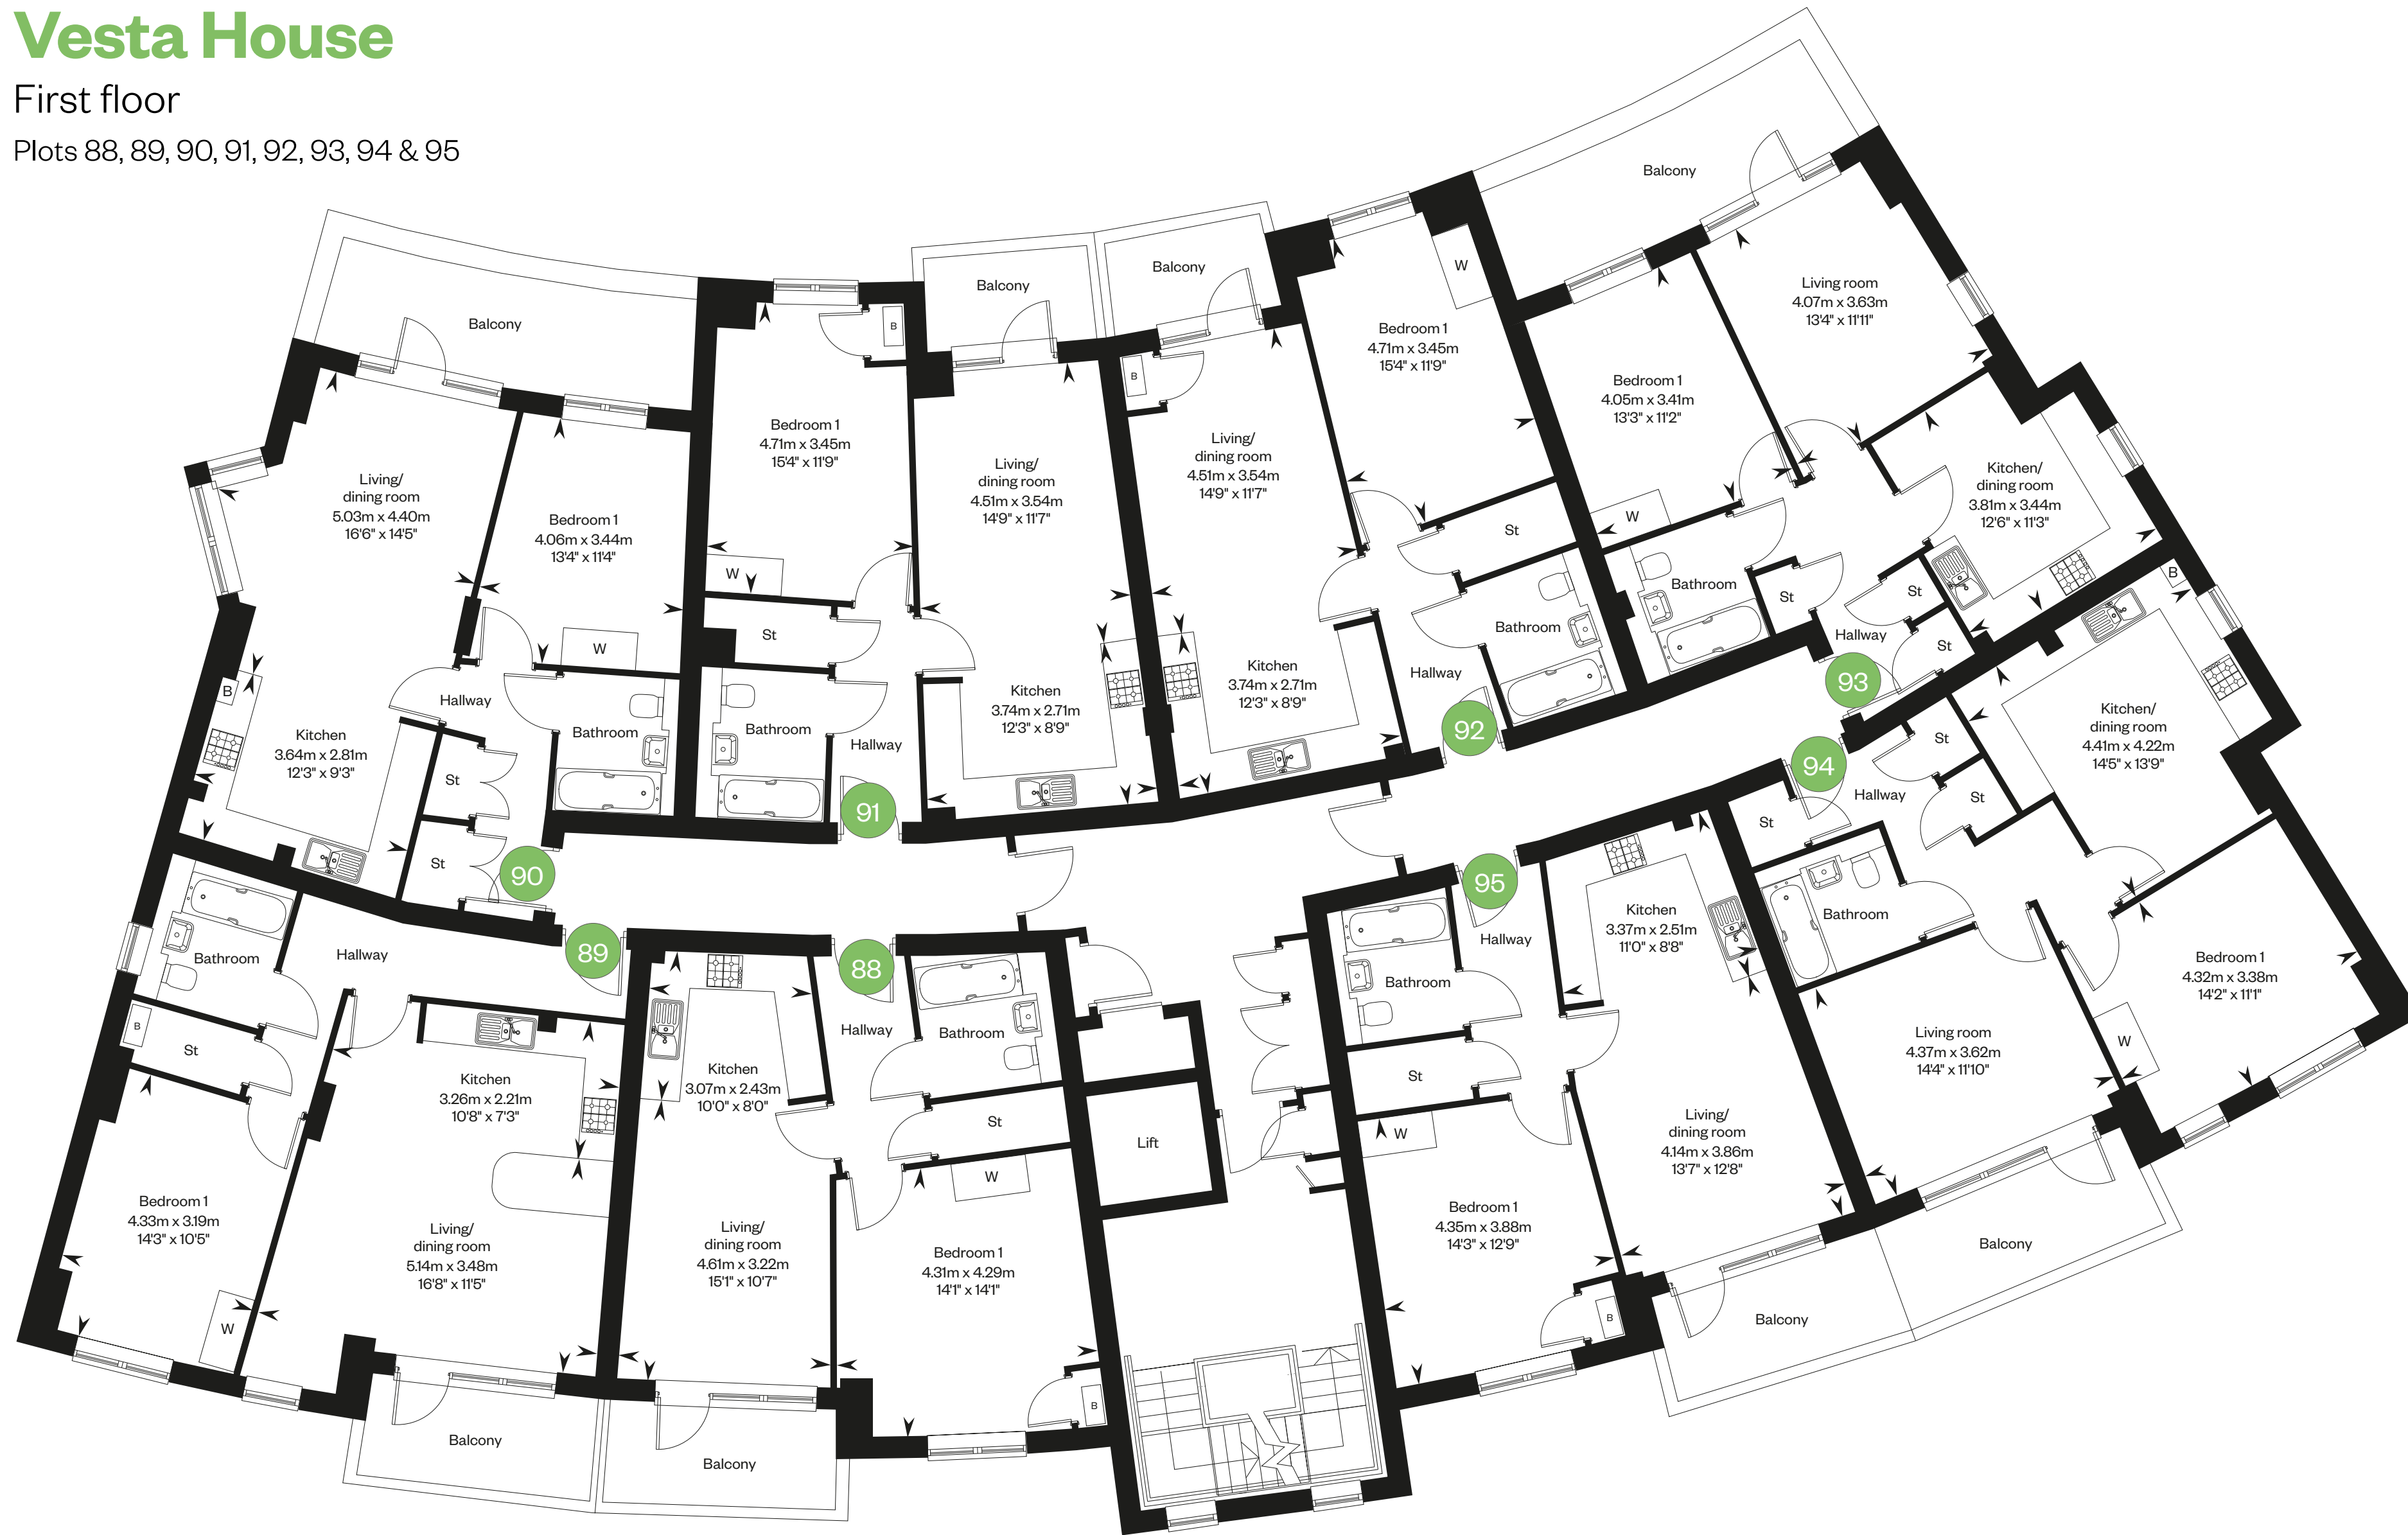 Vesta House
First floor
Plots 88, 89, 90, 91, 92, 93, 94 & 95
Balcony
Living/
dining room
5.03m x 4.40m
16'6" x 14'5"
Bedroom 1
4.06m x 3.44m
13'4" x 11'4"
W
Hallway
B
Kitchen
3.64m x 2.81m
12'3" x 9'3"
Bathroom
St
St
90
B
Bedroom 1
4.71m x 3.45m
15'4" x 11'9"
W
St
Bathroom
Hallway
91
Balcony
Living/
dining room
4.51m x 3.54m
14'9" x 11'7"
Kitchen
3.74m x 2.71m
12'3" x 8'9"
Balcony
B
Living/
dining room
4.51m x 3.54m
14'9" x 11'7"
Kitchen
3.74m x 2.71m
12'3" x 8'9"
W
Bedroom 1
4.71m x 3.45m
15'4" x 11'9"
St
Bathroom
Hallway
92
Balcony
Living room
4.07m x 3.63m
13'4" x 11'11"
Bedroom 1
4.05m x 3.41m
13'3" x 11'2"
W
Kitchen/
dining room
3.81m x 3.44m
12'6" x 11'3"
Bathroom
St
St
Hallway
St
93
B
Kitchen/
dining room
4.41m x 4.22m
14'5" x 13'9"
94
St
Hallway
St
St
Bathroom
Bedroom 1
4.32m x 3.38m
14'2" x 11'1"
W
Living room
4.37m x 3.62m
14'4" x 11'10"
Balcony
95
Hallway
Kitchen
3.37m x 2.51m
11'0" x 8'8"
Bathroom
St
W
Living/
dining room
4.14m x 3.86m
13'7" x 12'8"
Bedroom 1
4.35m x 3.88m
14'3" x 12'9"
B
Balcony
Lift
88
Hallway
Bathroom
Kitchen
3.07m x 2.43m
10'0" x 8'0"
St
W
Living/
dining room
4.61m x 3.22m
15'1" x 10'7"
Bedroom 1
4.31m x 4.29m
14'1" x 14'1"
B
Balcony
89
Hallway
Bathroom
B
St
Kitchen
3.26m x 2.21m
10'8" x 7'3"
Bedroom 1
4.33m x 3.19m
14'3" x 10'5"
W
Living/
dining room
5.14m x 3.48m
16'8" x 11'5"
Balcony